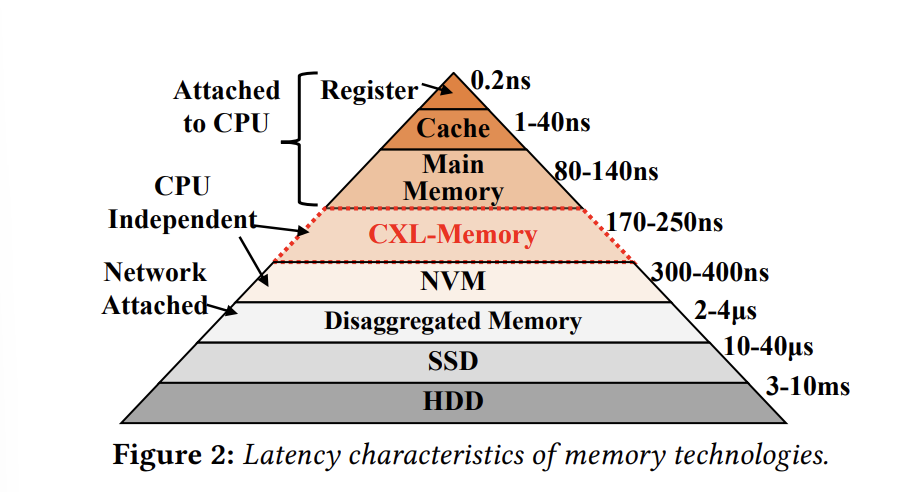 Attached
to CPU
Register
0.2ns
Cache
1-40ns
Main
Memory
80-140ns
CPU
Independent
CXL-Memory
170-250ns
Network
Attached
NVM
300-400ns
Disaggregated Memory
2-4μs
SSD
10-40μs
HDD
3-10ms
Figure 2: Latency characteristics of memory technologies.